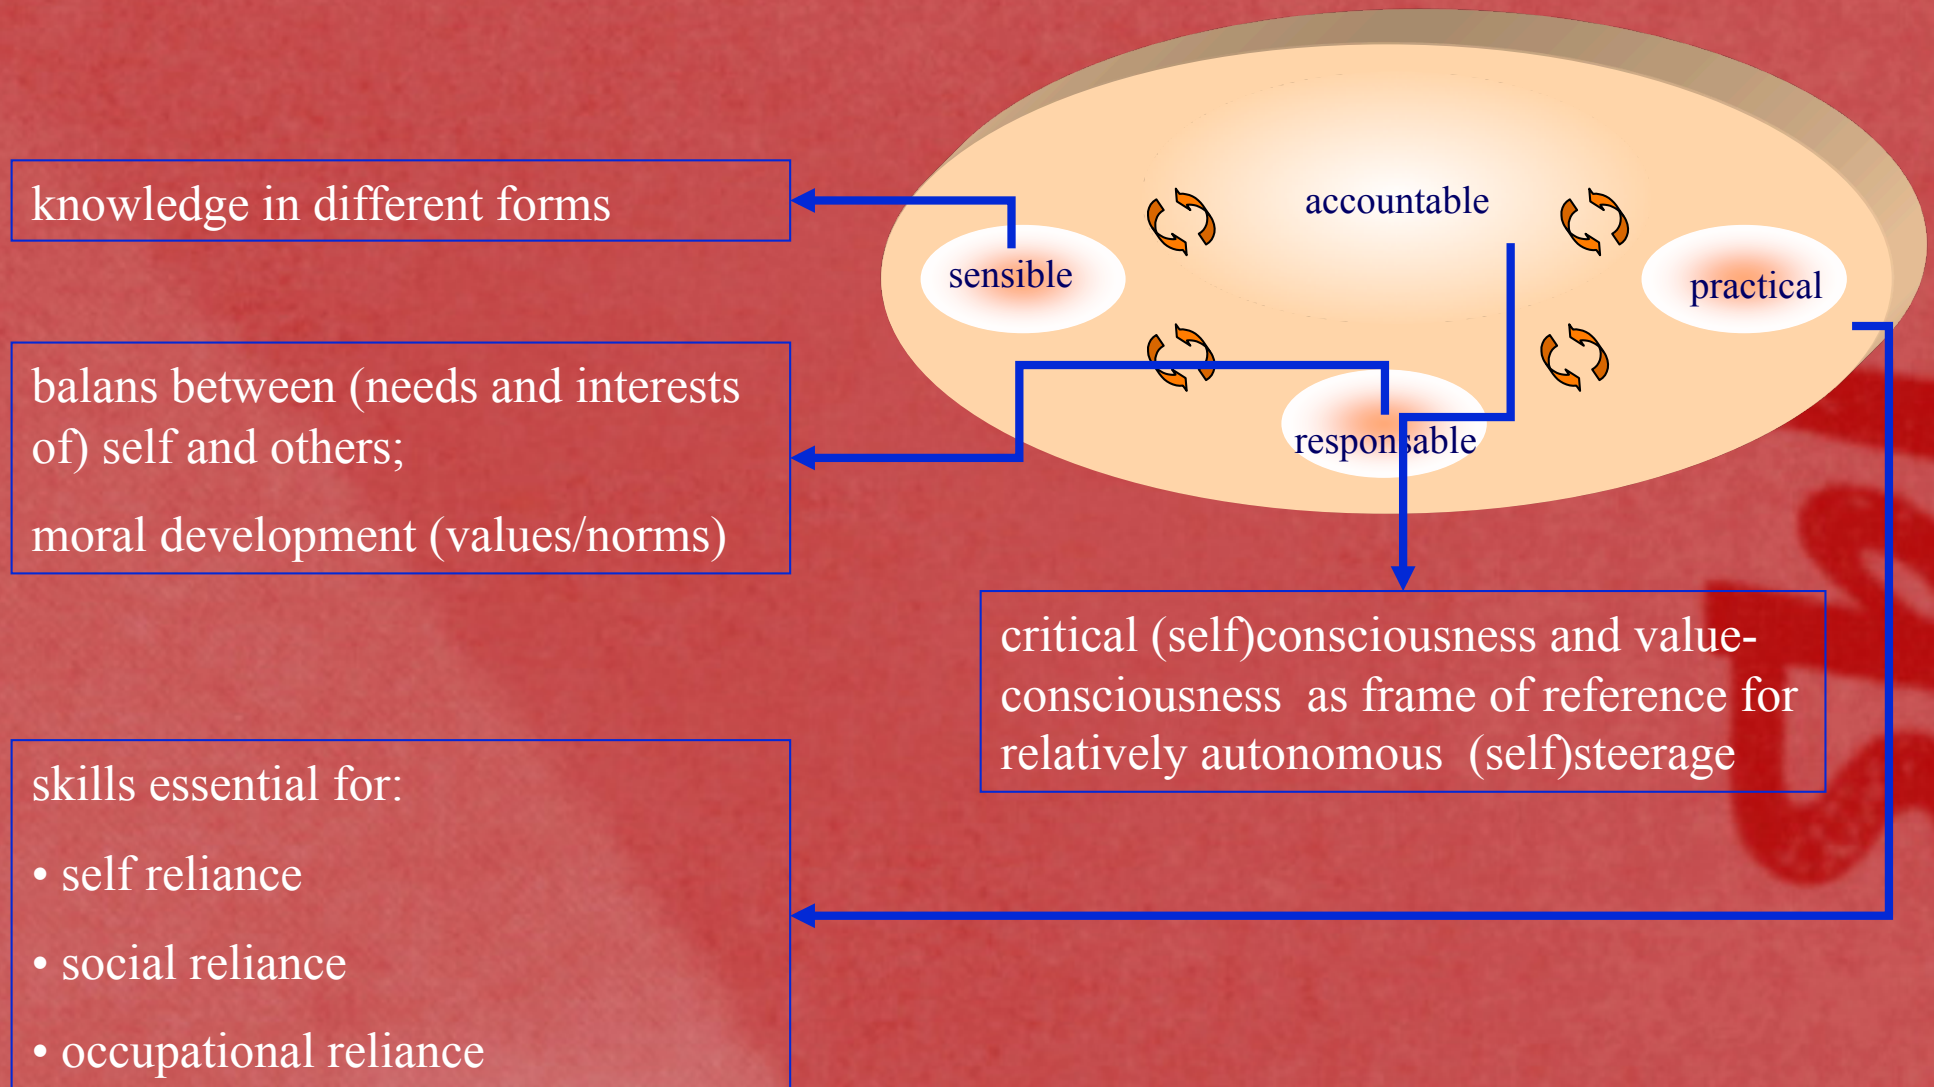 accountable
sensible
practical
responsable
knowledge in different forms
balans between (needs and interests
of) self and others;
moral development (values/norms)
critical (self)consciousness and value-
consciousness  as frame of reference for
relatively autonomous  (self)steerage
skills essential for:
• self reliance
• social reliance
• occupational reliance